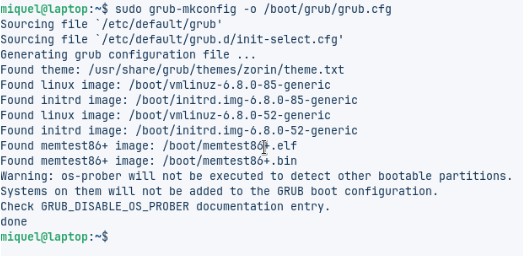 miquel@laptop:~$ sudo grub-mkconfig -o /boot/grub/grub.cfg
Sourcing file `/etc/default/grub'
Sourcing file `/etc/default/grub.d/init-select.cfg'
Generating grub configuration file ...
Found theme: /usr/share/grub/themes/zorin/theme.txt
Found linux image: /boot/vmlinuz-6.8.0-85-generic
Found initrd image: /boot/initrd.img-6.8.0-85-generic
Found linux image: /boot/vmlinuz-6.8.0-52-generic
Found initrd image: /boot/initrd.img-6.8.0-52-generic
Found memtest86+ image: /boot/memtest86+.elf
Found memtest86+ image: /boot/memtest86+.bin
Warning: os-prober will not be executed to detect other bootable partitions.
Systems on them will not be added to the GRUB boot configuration.
Check GRUB_DISABLE_OS_PROBER documentation entry.
done
miquel@laptop:~$